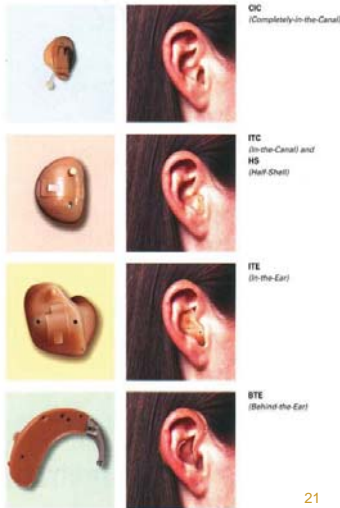 CIC
(Completely-in-the-Canal)
ITC
(In-the-Canal) and
HS
(Half-Shell)
ITE
(In-the-Ear)
BTE
(Behind-the-Ear)
21